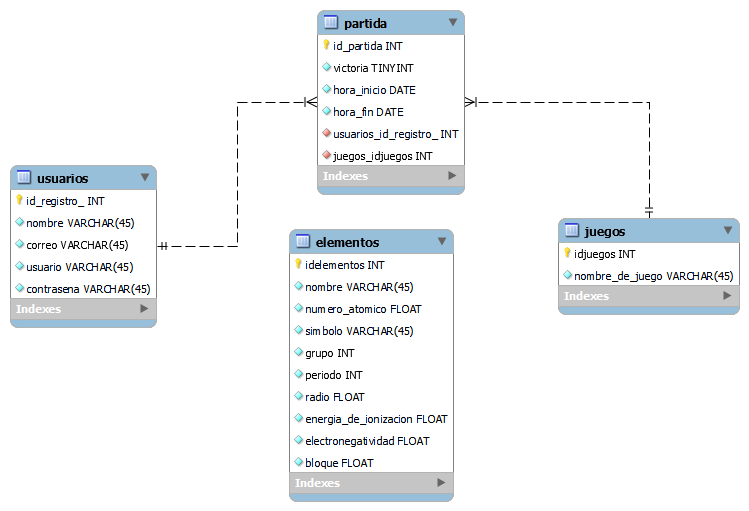 partida
id_partida INT
victoria TINYINT
hora_inicio DATE
hora_fin DATE
usuarios_id_registro_ INT
juegos_idjuegos INT
Indexes
usuarios
id_registro_ INT
nombre VARCHAR(45)
correo VARCHAR(45)
usuario VARCHAR(45)
contrasena VARCHAR(45)
Indexes
elementos
idelementos INT
nombre VARCHAR(45)
numero_atomico FLOAT
simbolo VARCHAR(45)
grupo INT
periodo INT
radio FLOAT
energia_de_ionizacion FLOAT
electronegatividad FLOAT
bloque FLOAT
Indexes
juegos
idjuegos INT
nombre_de_juego VARCHAR(45)
Indexes